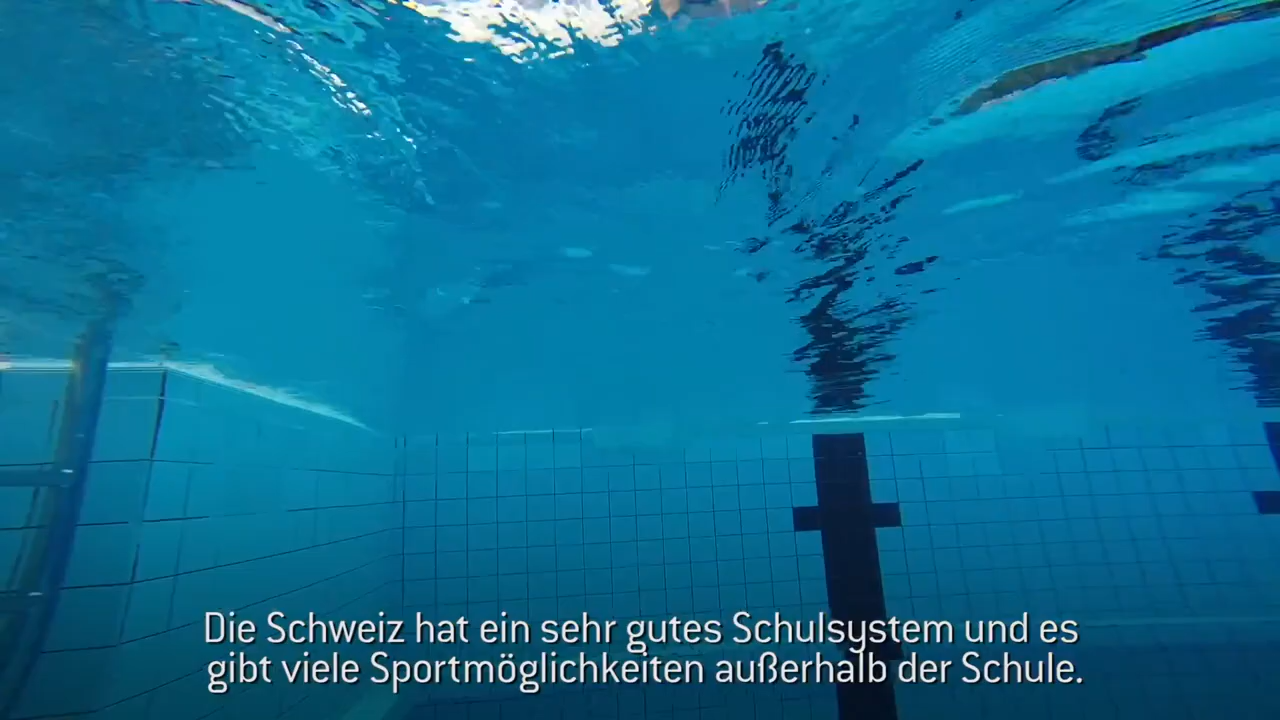 Die Schweiz hat ein sehr gutes Schulsystem und es
gibt viele Sportmöglichkeiten außerhalb der Schule.